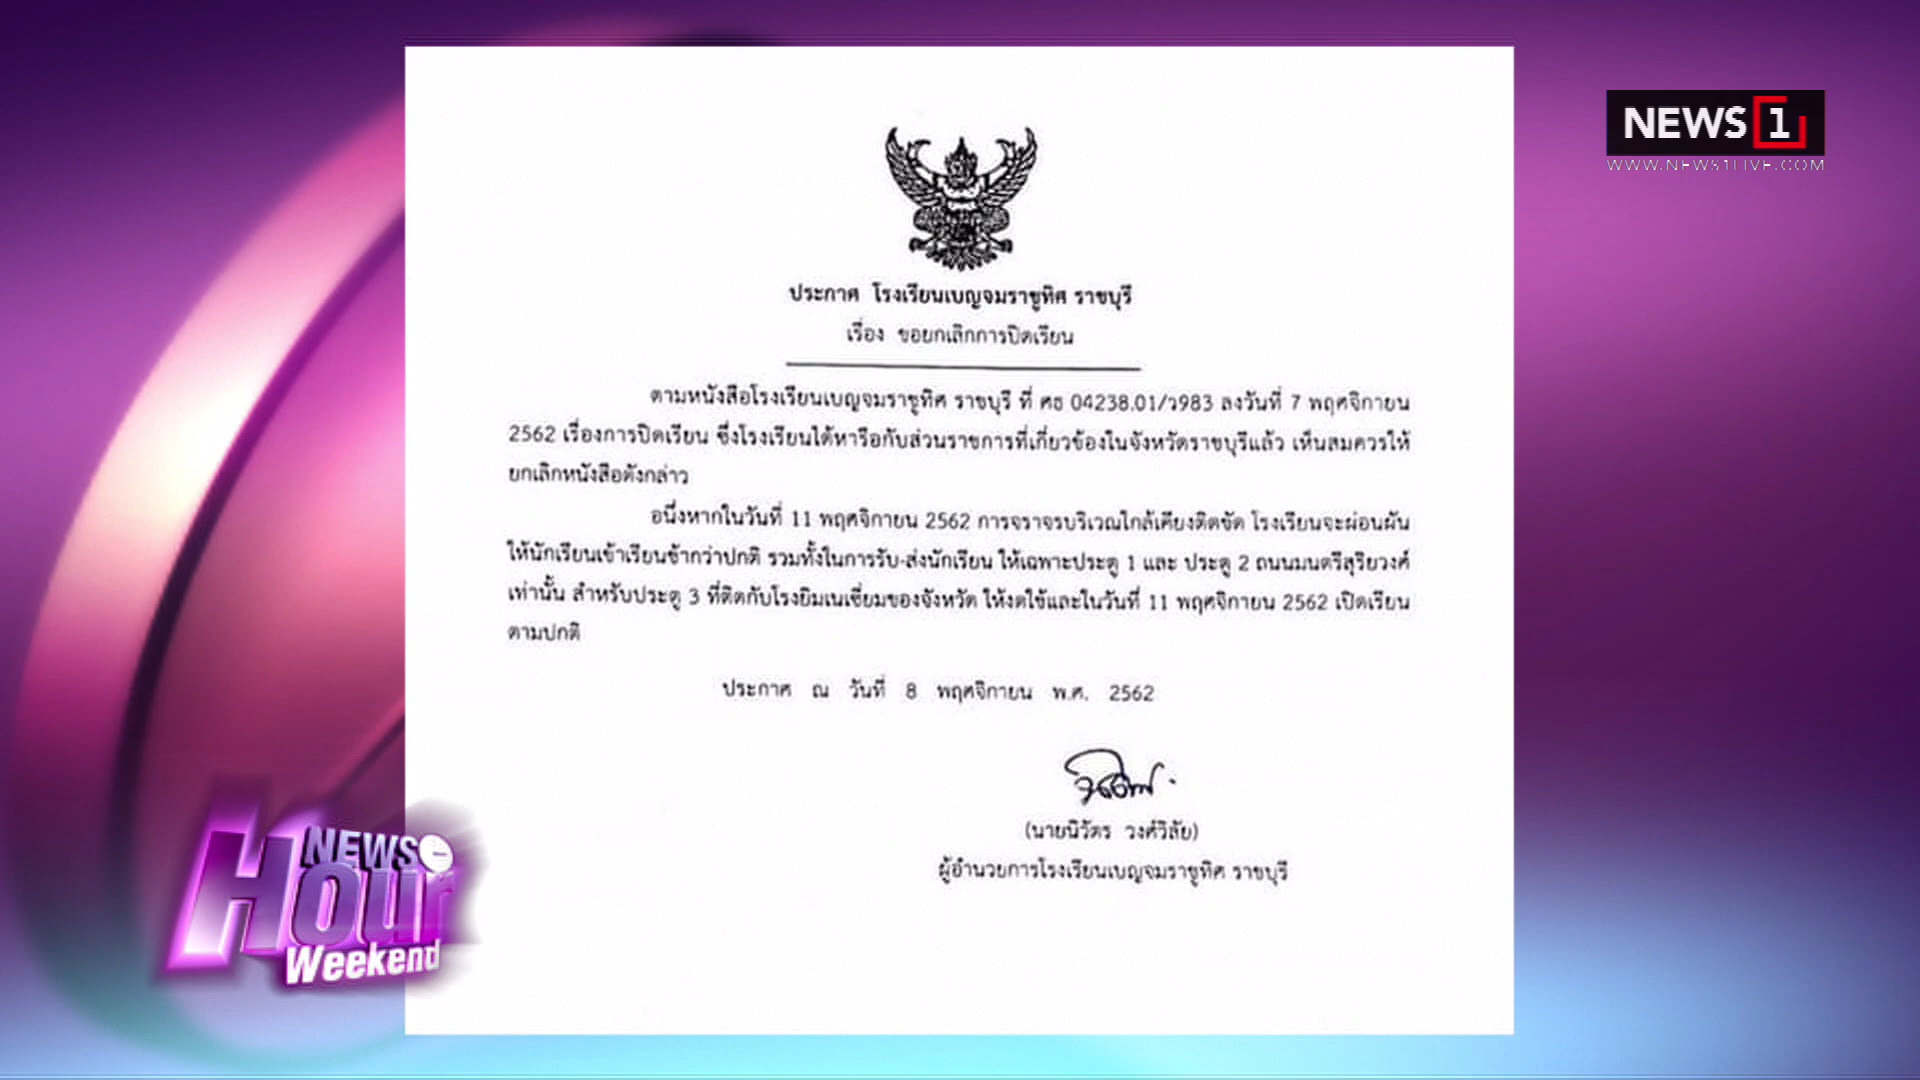 NEWS 1
WWW.NEWS1LIVE.COM
ประกาศ โรงเรียนเบญจมราชูทิศ ราชบุรี
เรื่อง ขอยกเลิกการปิดเรียน
ตามหนังสือโรงเรียนเบญจมราชูทิศ ราชบุรี ที่ ศธ 04238.01/ว983 ลงวันที่ 7 พฤศจิกายน
2562 เรื่องการปิดเรียน ซึ่งโรงเรียนได้หารือกับส่วนราชการที่เกี่ยวข้องในจังหวัดราชบุรีแล้ว เห็นสมควรให้
ยกเลิกหนังสือดังกล่าว
อนึ่งหากในวันที่ 11 พฤศจิกายน 2562 การจราจรบริเวณใกล้เคียงติดขัด โรงเรียนจะผ่อนผัน
ให้นักเรียนเข้าเรียนช้ากว่าปกติ รวมทั้งในการรับ-ส่งนักเรียน ให้เฉพาะประตู 1 และ ประตู 2 ถนนมนตรีสุริยวงศ์
เท่านั้น สำหรับประตู 3 ที่ติดกับโรงยิมเนเซี่ยมของจังหวัด ให้งดใช้และในวันที่ 11 พฤศจิกายน 2562 เปิดเรียน
ตามปกติ
ประกาศ ณ วันที่ 8 พฤศจิกายน พ.ศ. 2562
(นายนิวัตร วงศ์วิลัย)
ผู้อำนวยการโรงเรียนเบญจมราชูทิศ ราชบุรี
NEWS
Hour
Weekend